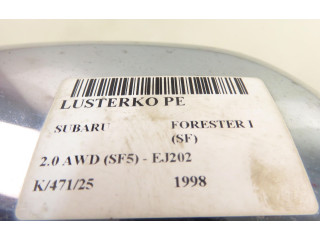 LUSTERKO PE
SUBARU FORESTER I
(SF)
2.0 AWD (SF5) - EJ202
K/471/25 1998